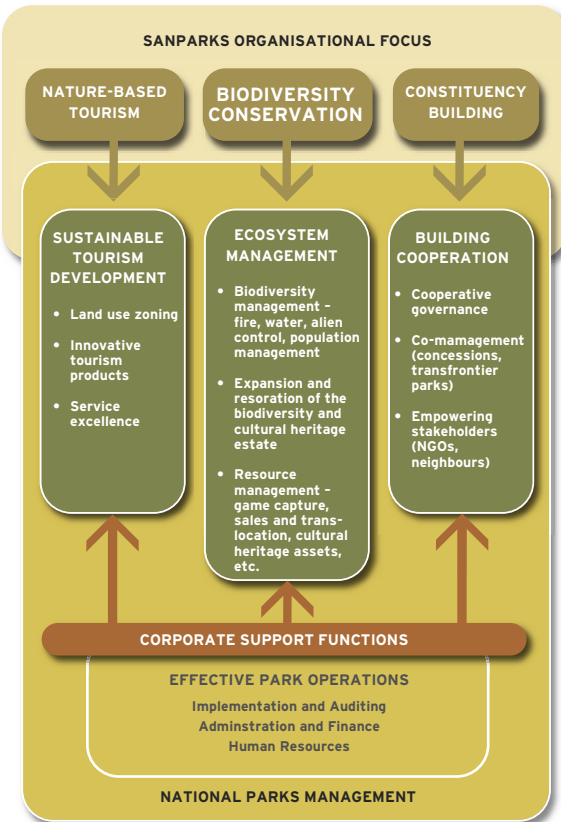 SANPARKS ORGANISATIONAL FOCUS
NATURE-BASED
TOURISM
BIODIVERSITY
CONSERVATION
CONSTITUENCY
BUILDING
SUSTAINABLE
TOURISM
DEVELOPMENT
• Land use zoning
• Innovative
tourism
products
• Service
excellence
ECOSYSTEM
MANAGEMENT
• Biodiversity
management –
fire, water, alien
control, population
management
• Expansion and
resoration of the
biodiversity and
cultural heritage
estate
• Resource
management –
game capture,
sales and trans-
location, cultural
heritage assets,
etc.
BUILDING
COOPERATION
• Cooperative
governance
• Co-mamagement
(concessions,
transfrontier
parks)
• Empowering
stakeholders
(NGOs,
neighbours)
CORPORATE SUPPORT FUNCTIONS
EFFECTIVE PARK OPERATIONS
Implementation and Auditing
Adminstration and Finance
Human Resources
NATIONAL PARKS MANAGEMENT